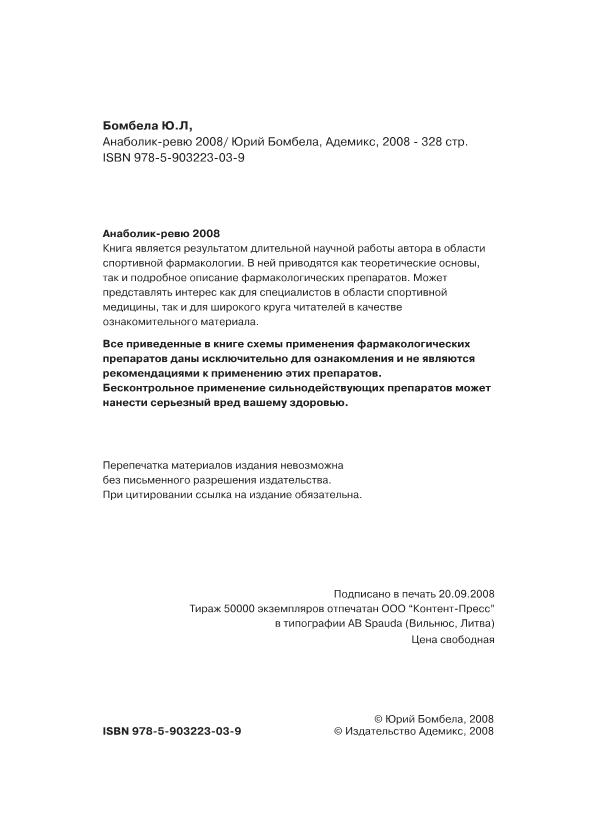 Бомбела Ю.Л,
Анаболик-ревю 2008/ Юрий Бомбела, Адемикс, 2008 - 328 стр.
ISBN 978-5-903223-03-9
Анаболик-ревю 2008
Книга является результатом длительной научной работы автора в области
спортивной фармакологии. В ней приводятся как теоретические основы,
так и подробное описание фармакологических препаратов. Может
представлять интерес как для специалистов в области спортивной
медицины, так и для широкого круга читателей в качестве
ознакомительного материала.
Все приведенные в книге схемы применения фармакологических
препаратов даны исключительно для ознакомления и не являются
рекомендациями к применению этих препаратов.
Бесконтрольное применение сильнодействующих препаратов может
нанести серьезный вред вашему здоровью.
Перепечатка материалов издания невозможна
без письменного разрешения издательства.
При цитировании ссылка на издание обязательна.
Подписано в печать 20.09.2008
Тираж 50000 экземпляров отпечатан ООО “Контент-Пресс”
в типографии AB Spauda (Вильнюс, Литва)
Цена свободная
© Юрий Бомбела, 2008
ISBN 978-5-903223-03-9 © Издательство Адемикс, 2008